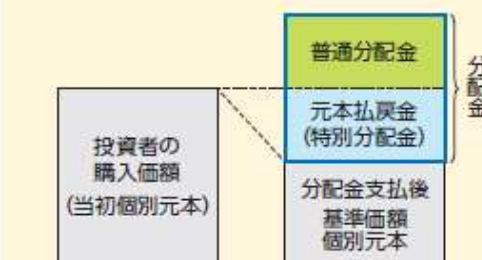 普通分配金
元本払戻金
(特別分配金)
分配金
投資者の
購入価額
(当初個別元本)
分配金支払後
基準価額
個別元本